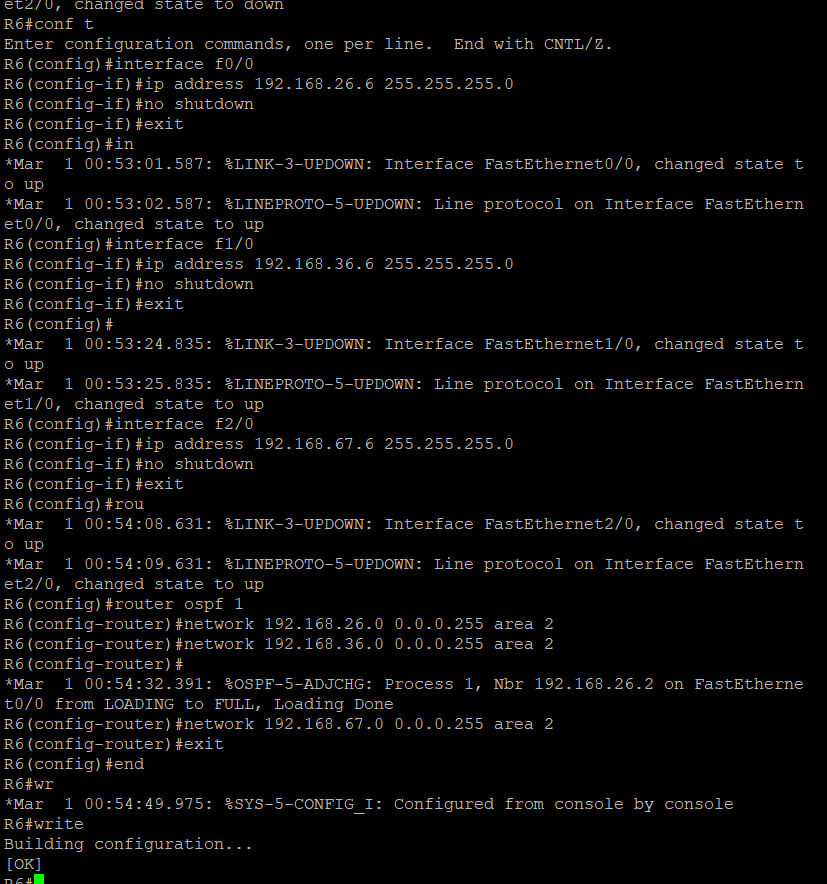 et2/0, changed state to down
R6#conf t
Enter configuration commands, one per line.  End with CNTL/Z.
R6(config)#interface f0/0
R6(config-if)#ip address 192.168.26.6 255.255.255.0
R6(config-if)#no shutdown
R6(config-if)#exit
R6(config)#in
*Mar  1 00:53:01.587: %LINK-3-UPDOWN: Interface FastEthernet0/0, changed state t
o up
*Mar  1 00:53:02.587: %LINEPROTO-5-UPDOWN: Line protocol on Interface FastEthern
et0/0, changed state to up
R6(config)#interface f1/0
R6(config-if)#ip address 192.168.36.6 255.255.255.0
R6(config-if)#no shutdown
R6(config-if)#exit
R6(config)#
*Mar  1 00:53:24.835: %LINK-3-UPDOWN: Interface FastEthernet1/0, changed state t
o up
*Mar  1 00:53:25.835: %LINEPROTO-5-UPDOWN: Line protocol on Interface FastEthern
et1/0, changed state to up
R6(config)#interface f2/0
R6(config-if)#ip address 192.168.67.6 255.255.255.0
R6(config-if)#no shutdown
R6(config-if)#exit
R6(config)#rou
*Mar  1 00:54:08.631: %LINK-3-UPDOWN: Interface FastEthernet2/0, changed state t
o up
*Mar  1 00:54:09.631: %LINEPROTO-5-UPDOWN: Line protocol on Interface FastEthern
et2/0, changed state to up
R6(config)#router ospf 1
R6(config-router)#network 192.168.26.0 0.0.0.255 area 2
R6(config-router)#network 192.168.36.0 0.0.0.255 area 2
R6(config-router)#
*Mar  1 00:54:32.391: %OSPF-5-ADJCHG: Process 1, Nbr 192.168.26.2 on FastEtherne
t0/0 from LOADING to FULL, Loading Done
R6(config-router)#network 192.168.67.0 0.0.0.255 area 2
R6(config-router)#exit
R6(config)#end
R6#wr
*Mar  1 00:54:49.975: %SYS-5-CONFIG_I: Configured from console by console
R6#write
Building configuration...
[OK]
R6#